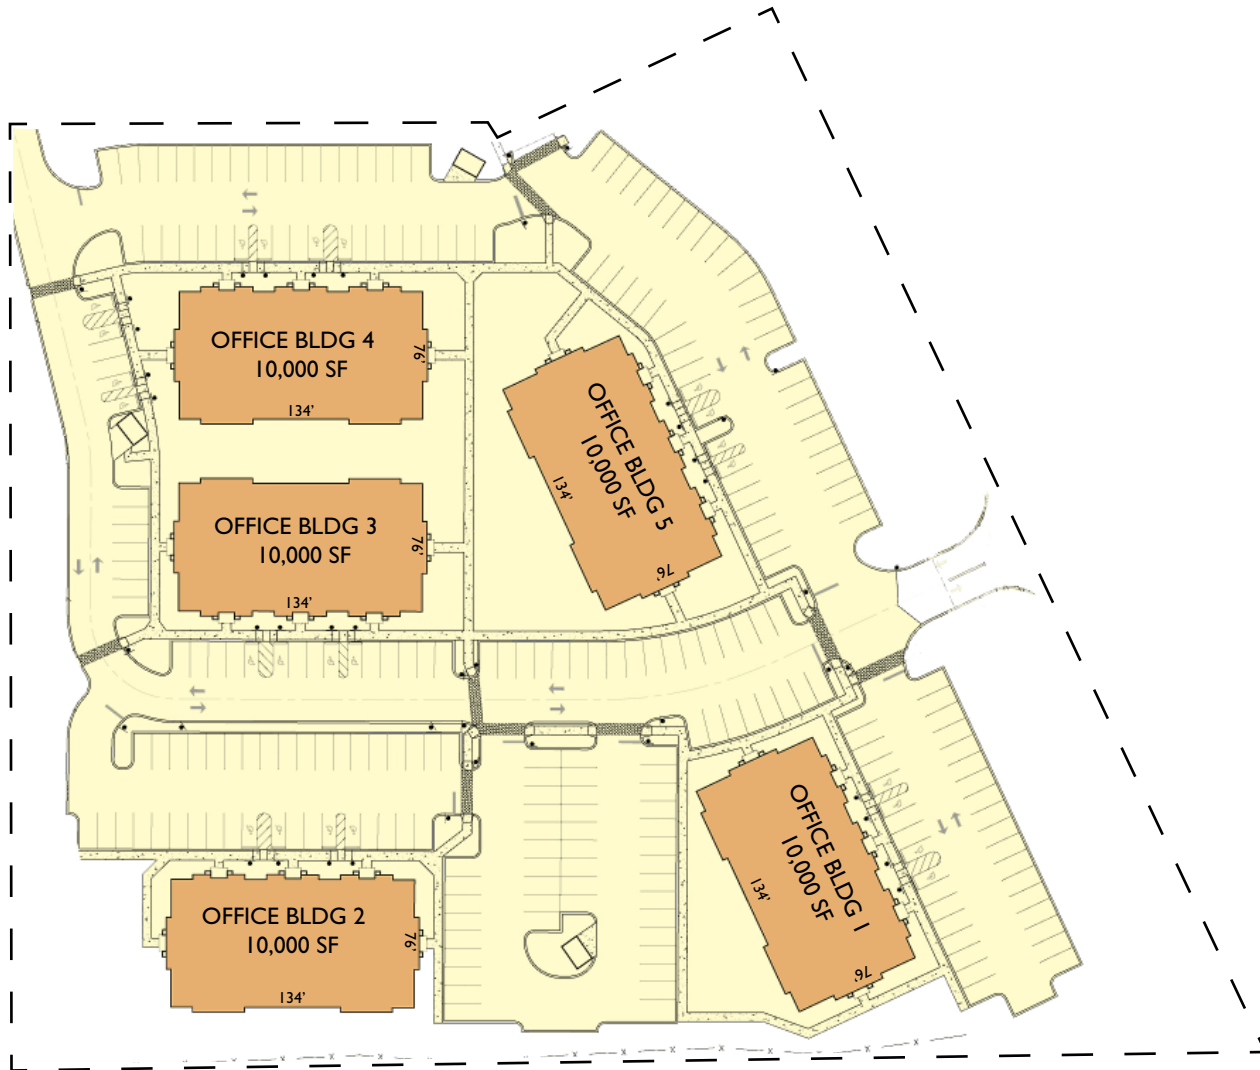 OFFICE BLDG 4
10,000 SF
76'
134'
OFFICE BLDG 5
10,000 SF
134'
76'
OFFICE BLDG 3
10,000 SF
76'
134'
OFFICE BLDG 1
10,000 SF
134'
76'
OFFICE BLDG 2
10,000 SF
76'
134'